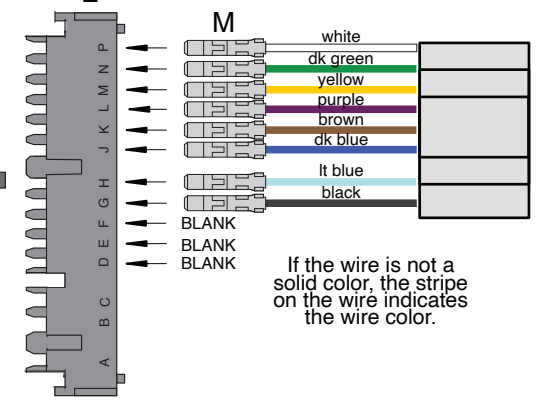 M
P
white
N
dk green
M
yellow
L
purple
K
brown
J
dk blue
H
lt blue
G
black
F
BLANK
E
BLANK
D
BLANK
C
B
A
If the wire is not a
solid color, the stripe
on the wire indicates
the wire color.